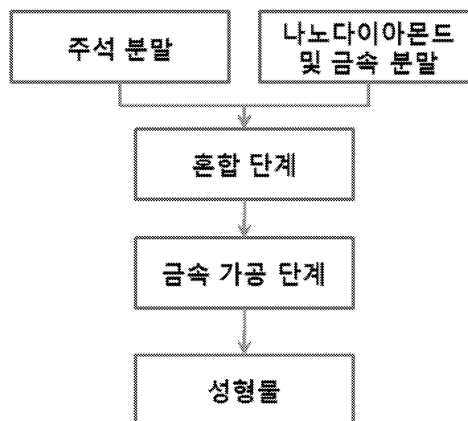 주석 분말
나노다이아몬드
및 금속 분말
혼합 단계
금속 가공 단계
성형물